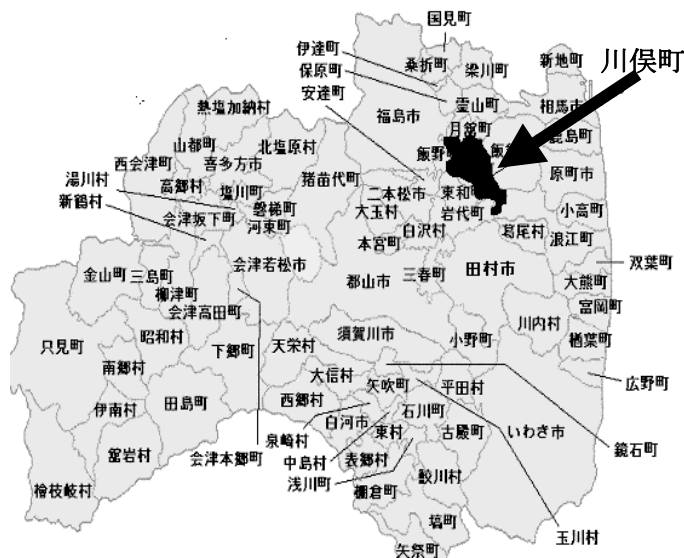 国見町
伊達町
桑折町
梁川町
新地町
川俣町
保原町
安達町
霊山町
相馬市
熱塩加納村
福島市
月舘町
鹿島町
山都町
北塩原村
飯野
飯舘
西会津町
喜多方市
猪苗代町
原町市
湯川村
高郷村
塩川町
二本松市
東和町
新鶴村
磐梯町
大玉村
岩代町
小高町
会津坂下町
河東町
白沢村
葛尾村
浪江町
本宮町
双葉町
金山町
三島町
会津若松市
郡山市
三春町
田村市
大熊町
柳津町
富岡町
会津高田町
川内村
只見町
昭和村
下郷町
天栄村
須賀川市
小野町
楢葉町
南郷村
大信村
矢吹町
平田村
広野町
伊南村
田島町
西郷村
石川町
白河市
泉崎村
東村
古殿町
いわき市
鏡石町
舘岩村
会津本郷町
中島村
表郷村
浅川町
鮫川村
檜枝岐村
棚倉町
塙町
玉川村
矢祭町